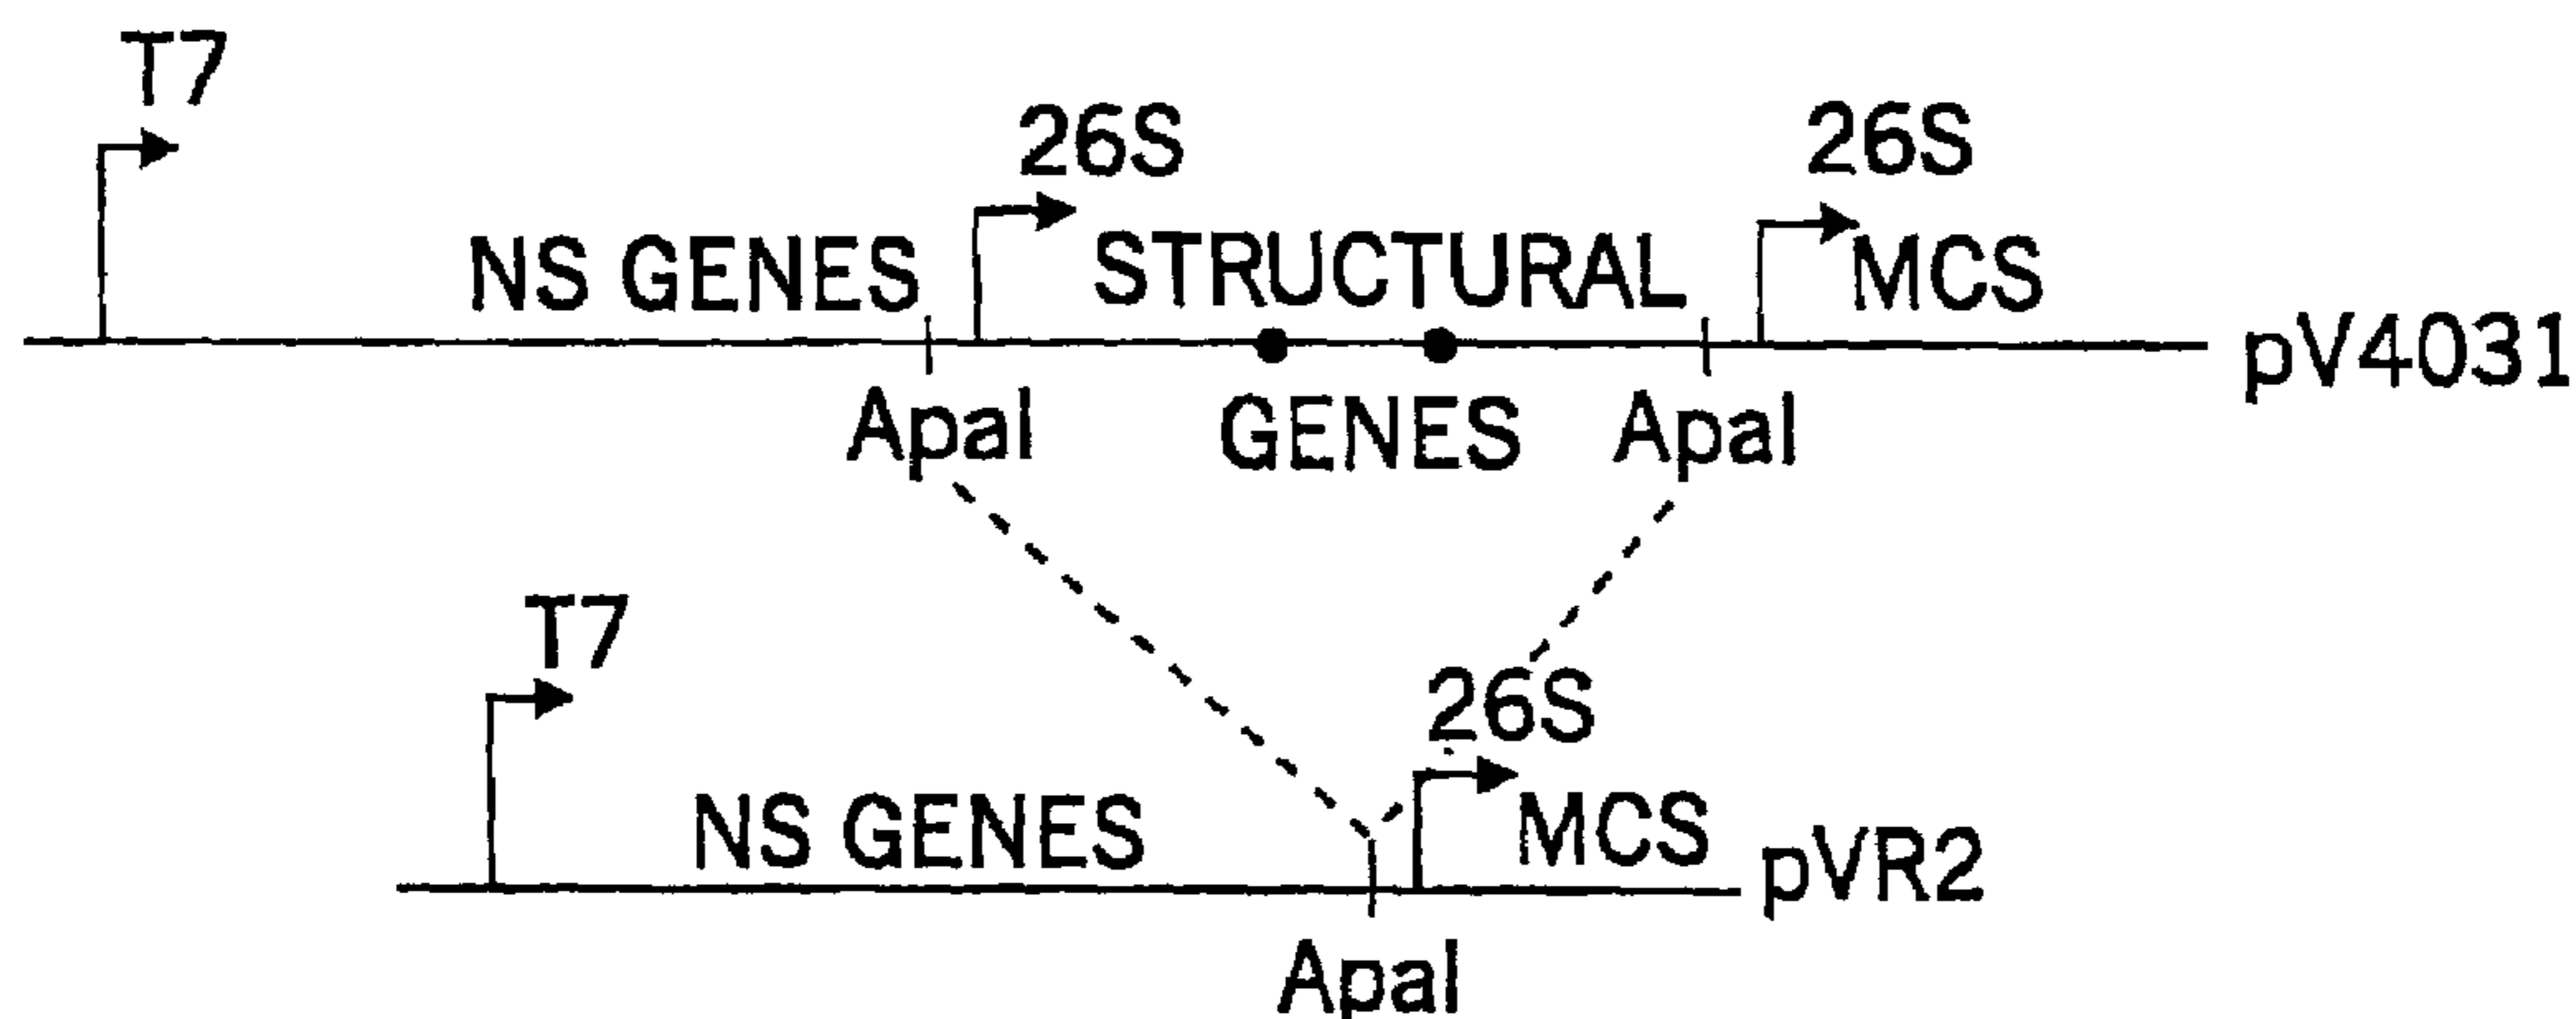 T7
26S
26S
NS GENES
STRUCTURAL
MCS
pV4031
ApaI
GENES
ApaI
T7
26S
NS GENES
MCS
pVR2
ApaI